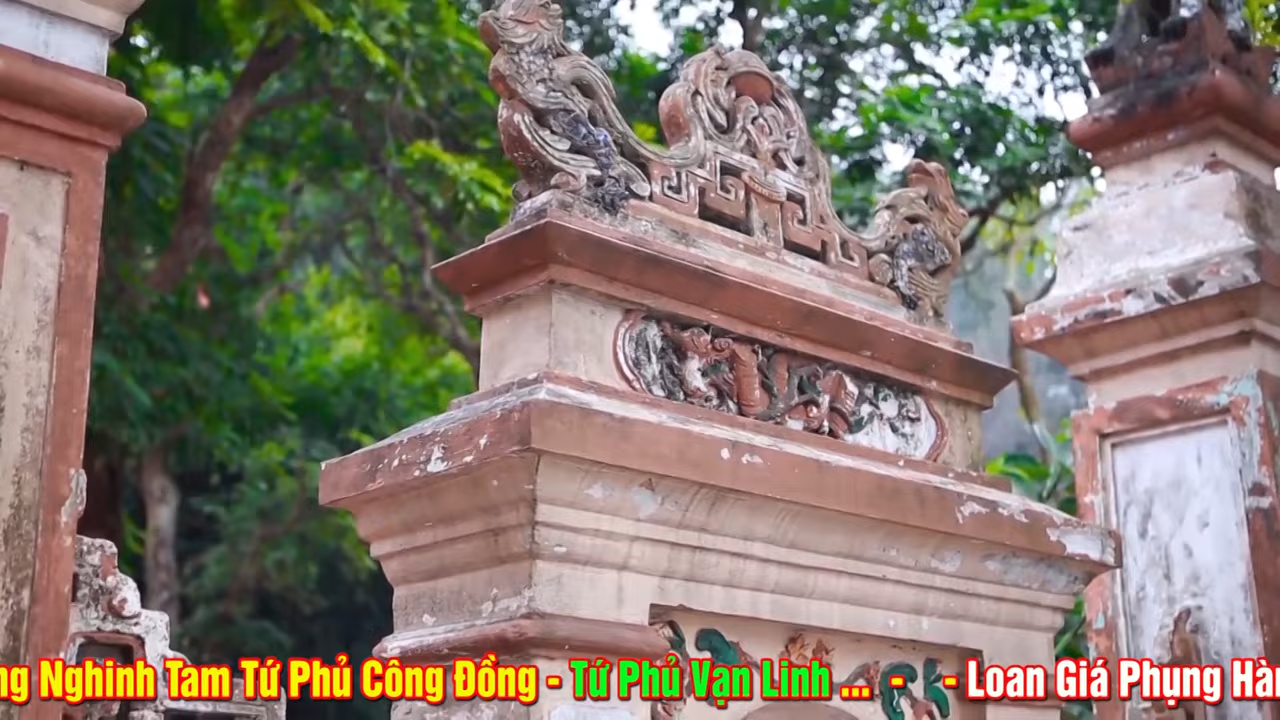 Nghinh Tam Tứ Phủ Công Đồng - Tứ Phủ Vạn Linh ... - - Loan Giá Phụng